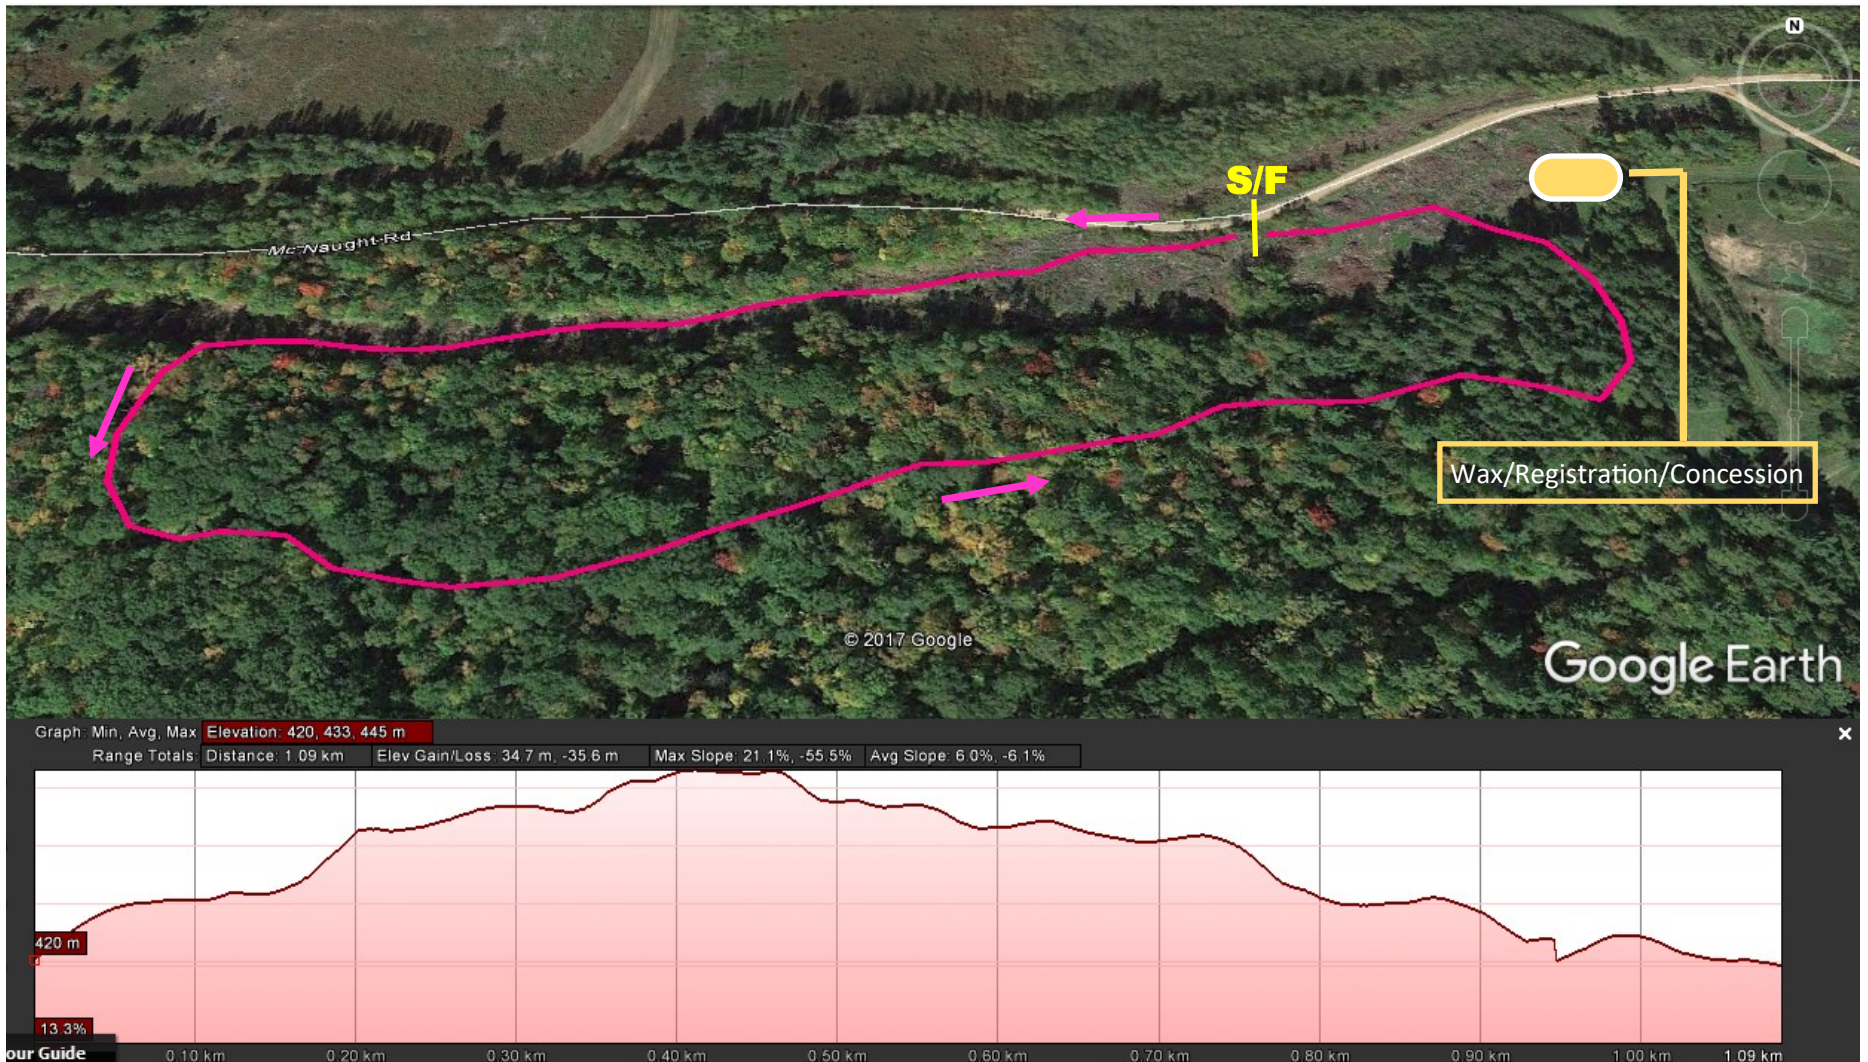 N
S/F
Mc Naught Rd
Wax/Registration/Concession
© 2017 Google
Google Earth
Graph: Min, Avg, Max Elevation: 420, 433, 445 m
Range Totals: Distance: 1.09 km Elev Gain/Loss: 34.7 m, -35.6 m Max Slope: 21.1%, -55.5% Avg Slope: 6.0%, -6.1%
420 m
13.3%
our Guide
0.10 km 0.20 km 0.30 km 0.40 km 0.50 km 0.60 km 0.70 km 0.80 km 0.90 km 1.00 km 1.09 km